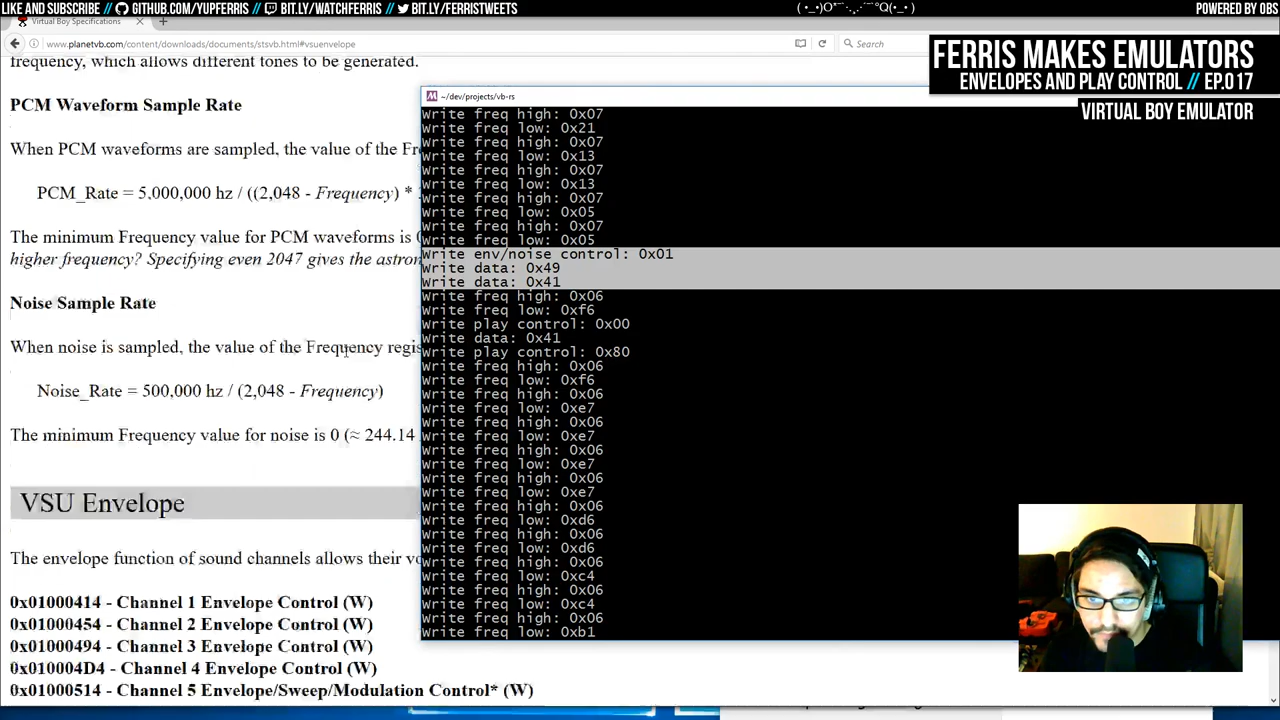 LIKE AND SUBSCRIBE // GITHUB.COM/YUPFERRIS // BIT.LY/WATCHFERRIS // BIT.LY/FERRISTWEETS
POWERED BY OBS
Virtual Boy Specifications
www.planetvb.com/content/downloads/documents/stsvb.html#vsuenvelope
Search
FERRIS MAKES EMULATORS
ENVELOPES AND PLAY CONTROL // EP.017
VIRTUAL BOY EMULATOR
frequency, which allows different tones to be generated.
PCM Waveform Sample Rate
When PCM waveforms are sampled, the value of the Fr
PCM_Rate = 5,000,000 hz / ((2,048 - Frequency) *
The minimum Frequency value for PCM waveforms is
higher frequency? Specifying even 2047 gives the astron
Noise Sample Rate
When noise is sampled, the value of the Frequency regis
Noise_Rate = 500,000 hz / (2,048 - Frequency)
The minimum Frequency value for noise is 0 (≈ 244.14
VSU Envelope
The envelope function of sound channels allows their vo
0x01000414 - Channel 1 Envelope Control (W)
0x01000454 - Channel 2 Envelope Control (W)
0x01000494 - Channel 3 Envelope Control (W)
0x010004D4 - Channel 4 Envelope Control (W)
0x01000514 - Channel 5 Envelope/Sweep/Modulation Control* (W)
~/dev/projects/vb-rs
Write freq high: 0x07
Write freq low: 0x21
Write freq high: 0x07
Write freq low: 0x13
Write freq high: 0x07
Write freq low: 0x13
Write freq high: 0x07
Write freq low: 0x05
Write freq high: 0x07
Write freq low: 0x05
Write env/noise control: 0x01
Write data: 0x49
Write data: 0x41
Write freq high: 0x06
Write freq low: 0xf6
Write play control: 0x00
Write data: 0x41
Write play control: 0x80
Write freq high: 0x06
Write freq low: 0xf6
Write freq high: 0x06
Write freq low: 0xe7
Write freq high: 0x06
Write freq low: 0xe7
Write freq high: 0x06
Write freq low: 0xe7
Write freq high: 0x06
Write freq low: 0xe7
Write freq high: 0x06
Write freq low: 0xd6
Write freq high: 0x06
Write freq low: 0xd6
Write freq high: 0x06
Write freq low: 0xc4
Write freq high: 0x06
Write freq low: 0xc4
Write freq high: 0x06
Write freq low: 0xb1